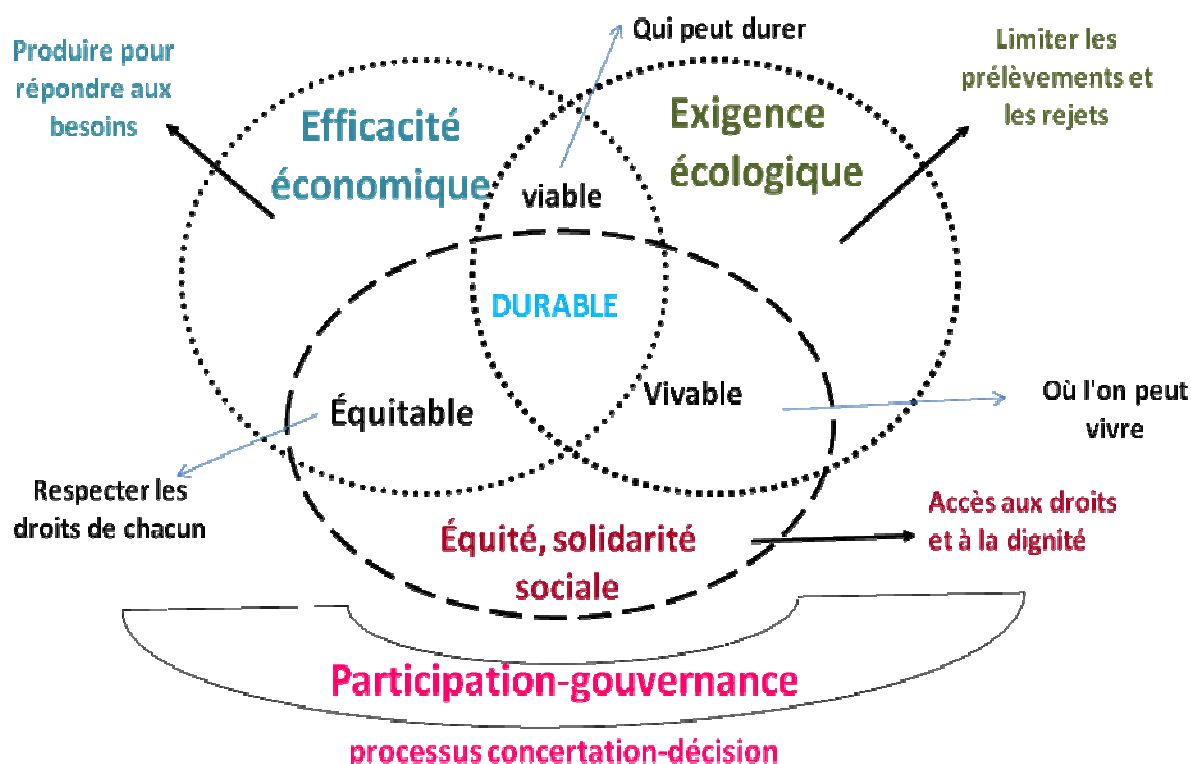 Qui peut durer
Produire pour
répondre aux
besoins
Limiter les
prélèvements et
les rejets
Efficacité
économique
Exigence
écologique
viable
DURABLE
Équitable
Vivable
Où l'on peut
vivre
Respecter les
droits de chacun
Équité, solidarité
sociale
Accès aux droits
et à la dignité
Participation-gouvernance
processus concertation-décision